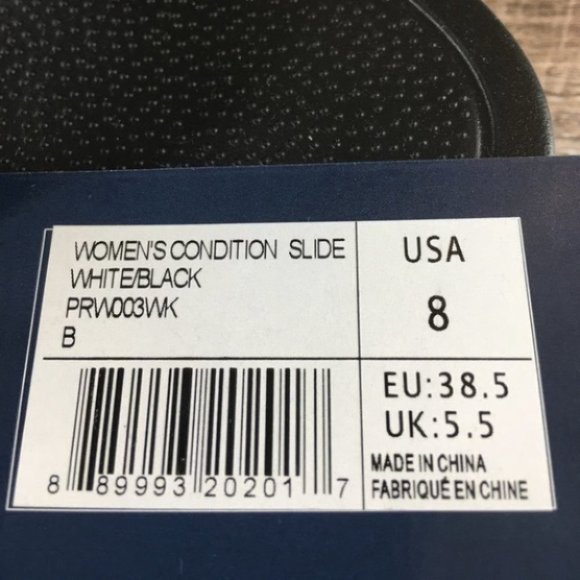 WOMEN'S CONDITION SLIDE
WHITE/BLACK
PRW003WK
B
USA
8
EU:38.5
UK:5.5
MADE IN CHINA
FABRIQUÉ EN CHINE
8 89993 20201 7